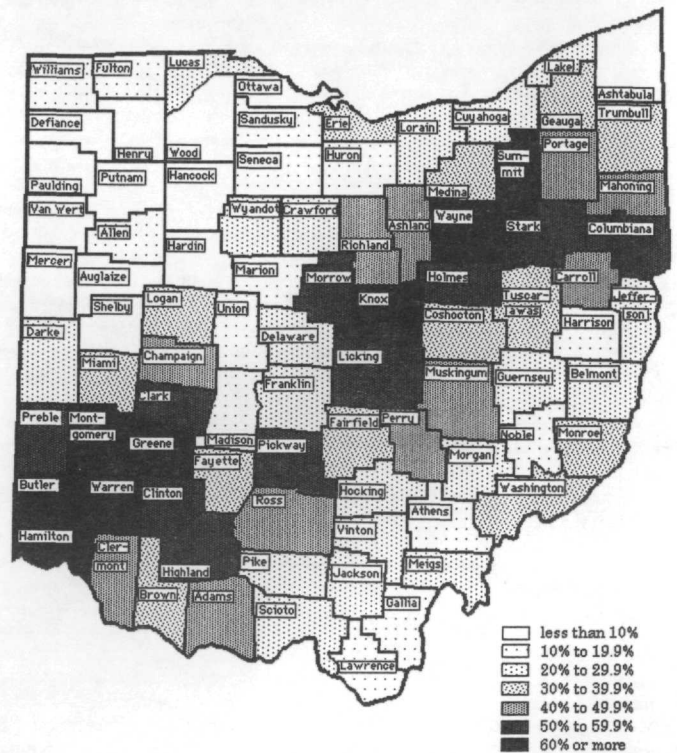 Williams
Fulton
Lucas
Ottawa
Lake
Ashtabula
Defiance
Henry
Wood
Sandusky
Erie
Lorain
Cuyahoga
Geauga
Trumbull
Paulding
Putnam
Hancock
Seneca
Huron
Medina
Sum-
mit
Portage
Mahoning
Van Wert
Allen
Hardin
Wyandot
Crawford
Richland
Ashland
Wayne
Stark
Columbiana
Mercer
Auglaize
Shelby
Logan
Union
Marion
Morrow
Knox
Holmes
Tuscar-
awas
Carroll
Jeffer-
son
Darke
Miami
Champaign
Delaware
Licking
Coshocton
Harrison
Clark
Franklin
Muskingum
Guernsey
Belmont
Preble
Mont-
gomery
Greene
Madison
Pickway
Fairfield
Perry
Noble
Monroe
Fayette
Morgan
Washington
Butler
Warren
Clinton
Ross
Hocking
Athens
Hamilton
Cler-
mont
Highland
Vinton
Brown
Adams
Pike
Jackson
Meigs
Scioto
Gallia
Lawrence
less than 10%
10% to 19.9%
20% to 29.9%
30% to 39.9%
40% to 49.9%
50% to 59.9%
60% or more